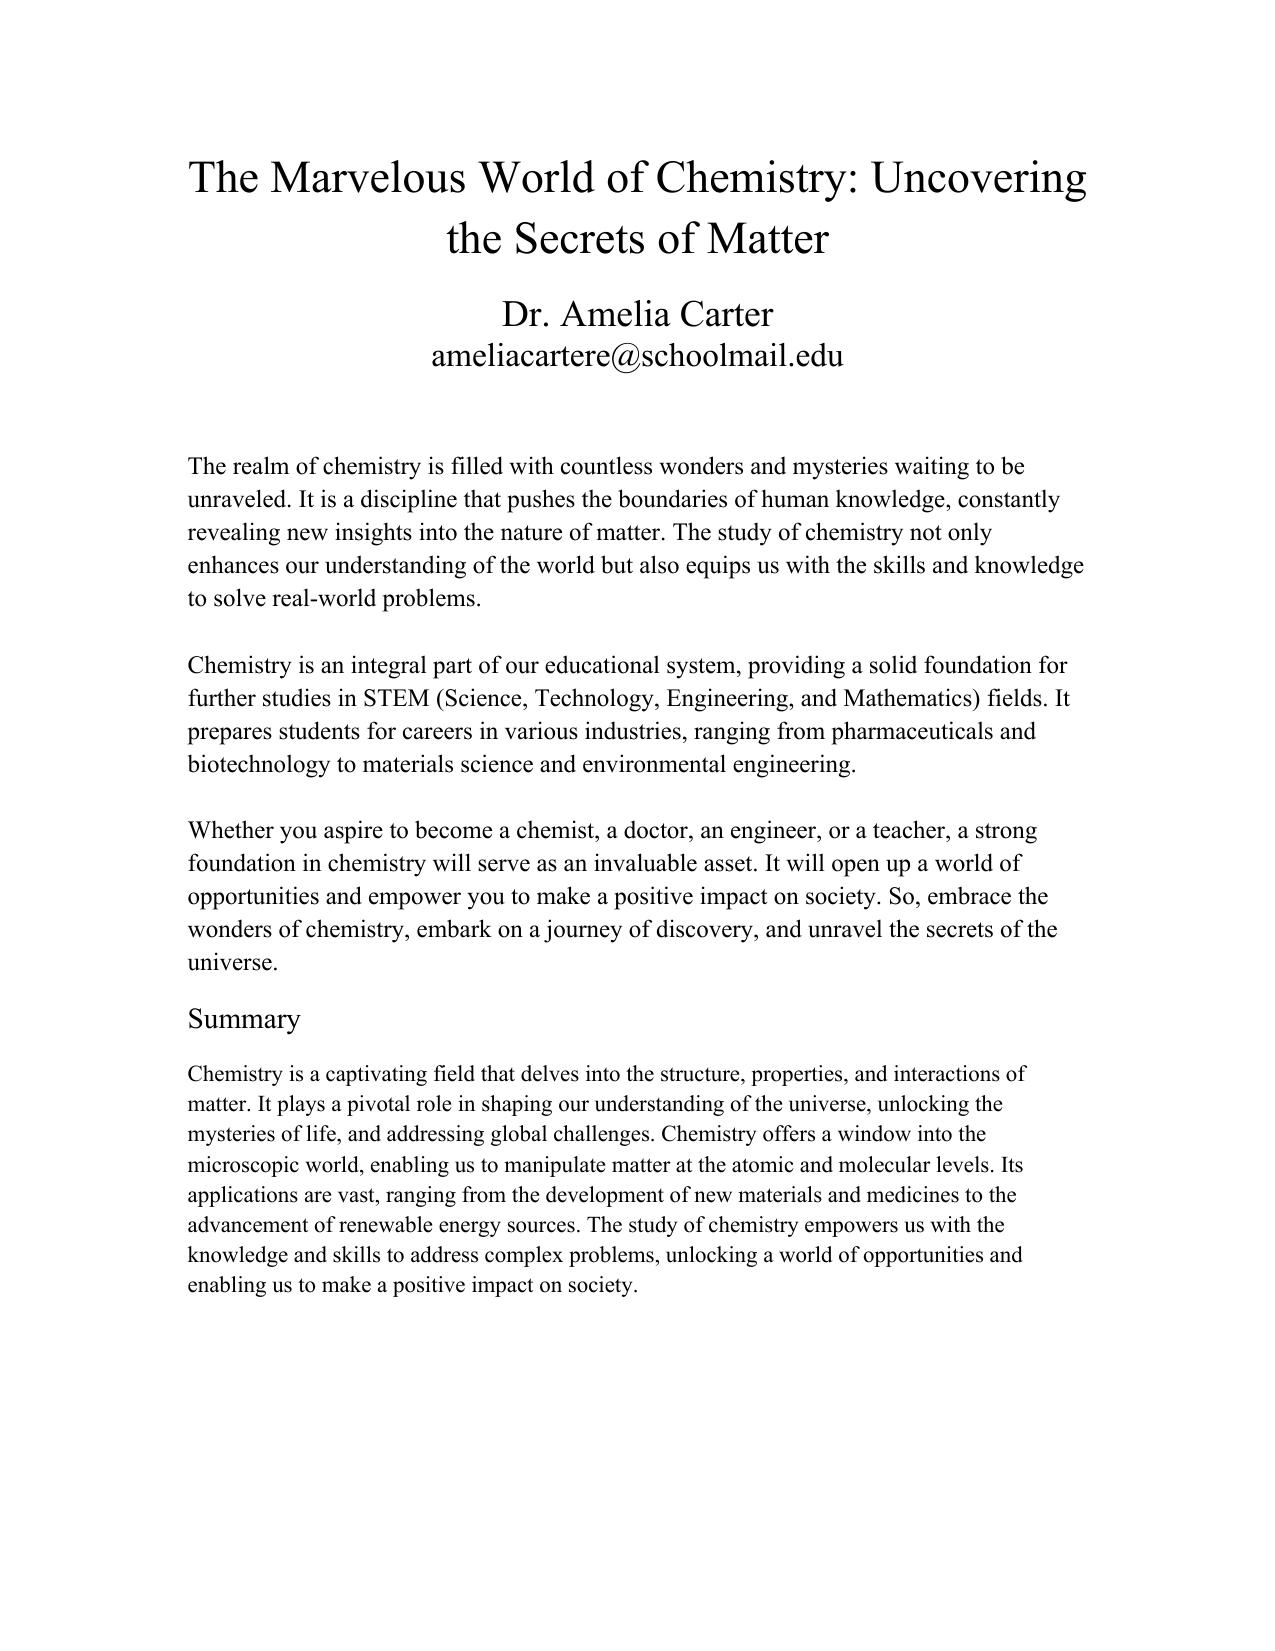 The Marvelous World of Chemistry: Uncovering
the Secrets of Matter
Dr. Amelia Carter
ameliacartere@schoolmail.edu
The realm of chemistry is filled with countless wonders and mysteries waiting to be
unraveled. It is a discipline that pushes the boundaries of human knowledge, constantly
revealing new insights into the nature of matter. The study of chemistry not only
enhances our understanding of the world but also equips us with the skills and knowledge
to solve real-world problems.
Chemistry is an integral part of our educational system, providing a solid foundation for
further studies in STEM (Science, Technology, Engineering, and Mathematics) fields. It
prepares students for careers in various industries, ranging from pharmaceuticals and
biotechnology to materials science and environmental engineering.
Whether you aspire to become a chemist, a doctor, an engineer, or a teacher, a strong
foundation in chemistry will serve as an invaluable asset. It will open up a world of
opportunities and empower you to make a positive impact on society. So, embrace the
wonders of chemistry, embark on a journey of discovery, and unravel the secrets of the
universe.
Summary
Chemistry is a captivating field that delves into the structure, properties, and interactions of
matter. It plays a pivotal role in shaping our understanding of the universe, unlocking the
mysteries of life, and addressing global challenges. Chemistry offers a window into the
microscopic world, enabling us to manipulate matter at the atomic and molecular levels. Its
applications are vast, ranging from the development of new materials and medicines to the
advancement of renewable energy sources. The study of chemistry empowers us with the
knowledge and skills to address complex problems, unlocking a world of opportunities and
enabling us to make a positive impact on society.